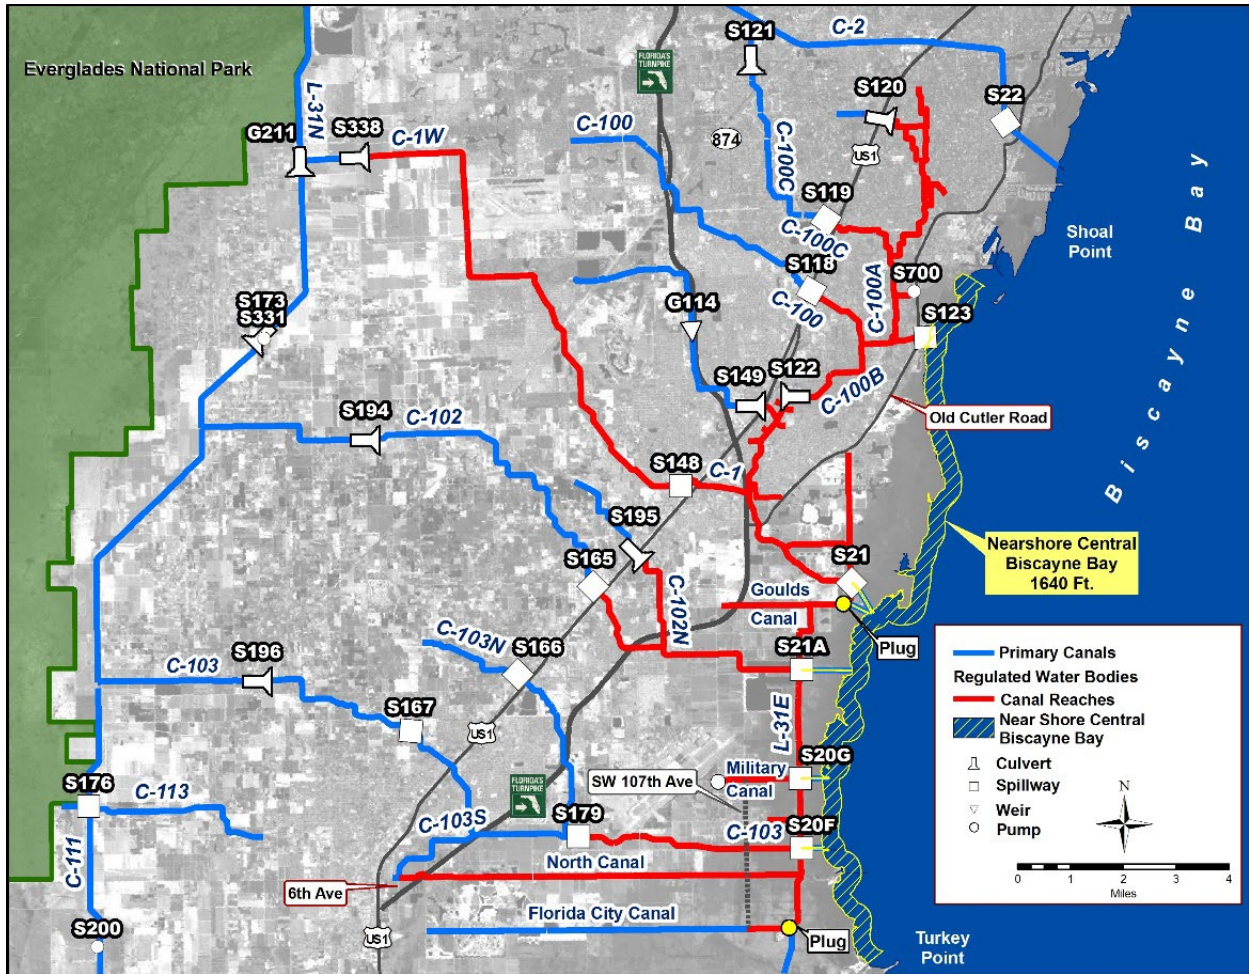 Everglades National Park
L-31N
S121
C-2
FLORIDA'S
TURNPIKE
S120
S22
G211
S338
C-1W
C-100
874
C-100C
US1
S119
C-100C
Shoal
Point
Biscayne Bay
S118
C-100
C-100A
S700
S173
S331
G114
S123
S149
S122
C-100B
Old Cutler Road
S194
C-102
S148
C-1
S195
S165
S21
Nearshore Central
Biscayne Bay
1640 Ft.
Goulds
Canal
C-102N
Plug
C-103N
S166
S21A
C-103
S196
S167
US1
L-31E
S20G
Military
Canal
SW 107th Ave
S176
C-113
FLORIDA'S
TURNPIKE
C-103S
S179
C-103
S20F
North Canal
C-111
6th Ave
Florida City Canal
S200
US1
Plug
Turkey
Point
Primary Canals
Regulated Water Bodies
Canal Reaches
Near Shore Central
Biscayne Bay
Culvert
Spillway
Weir
Pump
N
0 1 2 3 4
Miles